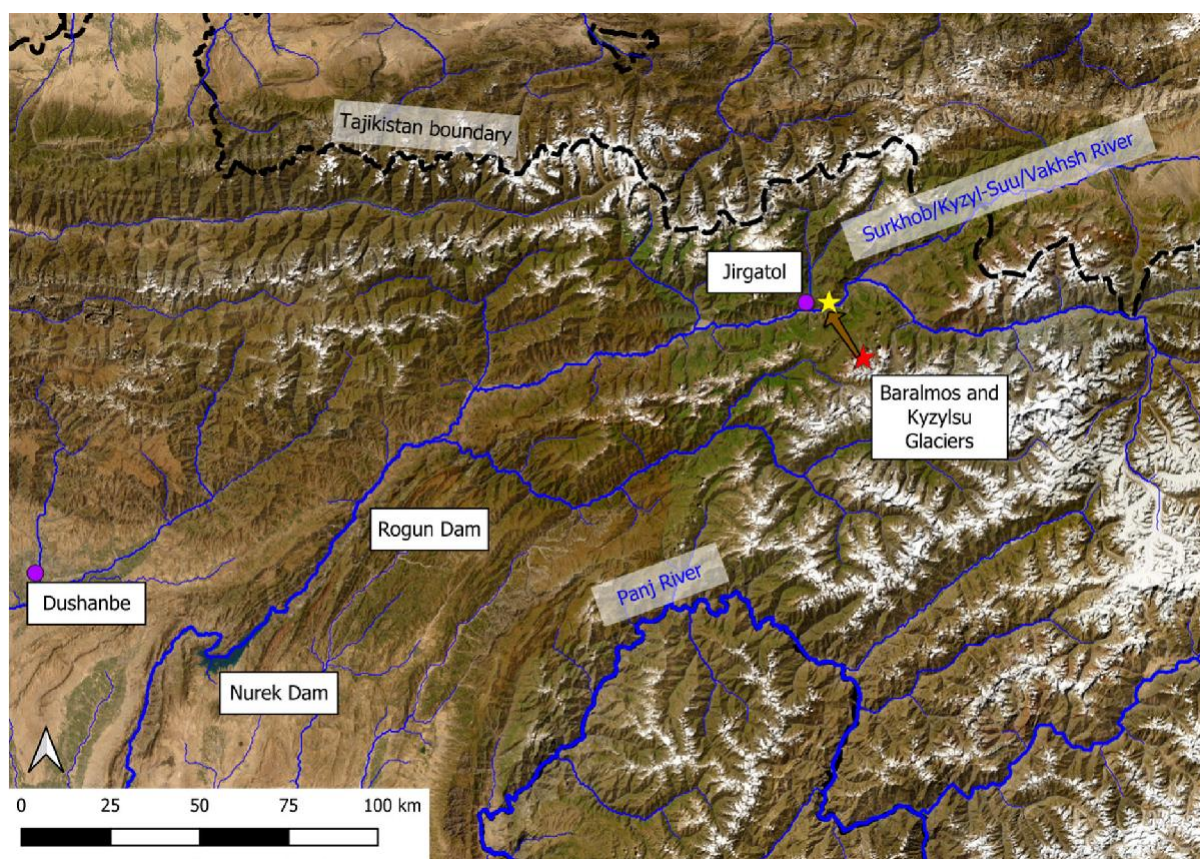 Tajikistan boundary
Surkhob/Kyzyl-Suu/Vakhsh River
Jirgatol
Baralmos and
Kyzylsu
Glaciers
Rogun Dam
Panj River
Dushanbe
Nurek Dam
0 25 50 75 100 km